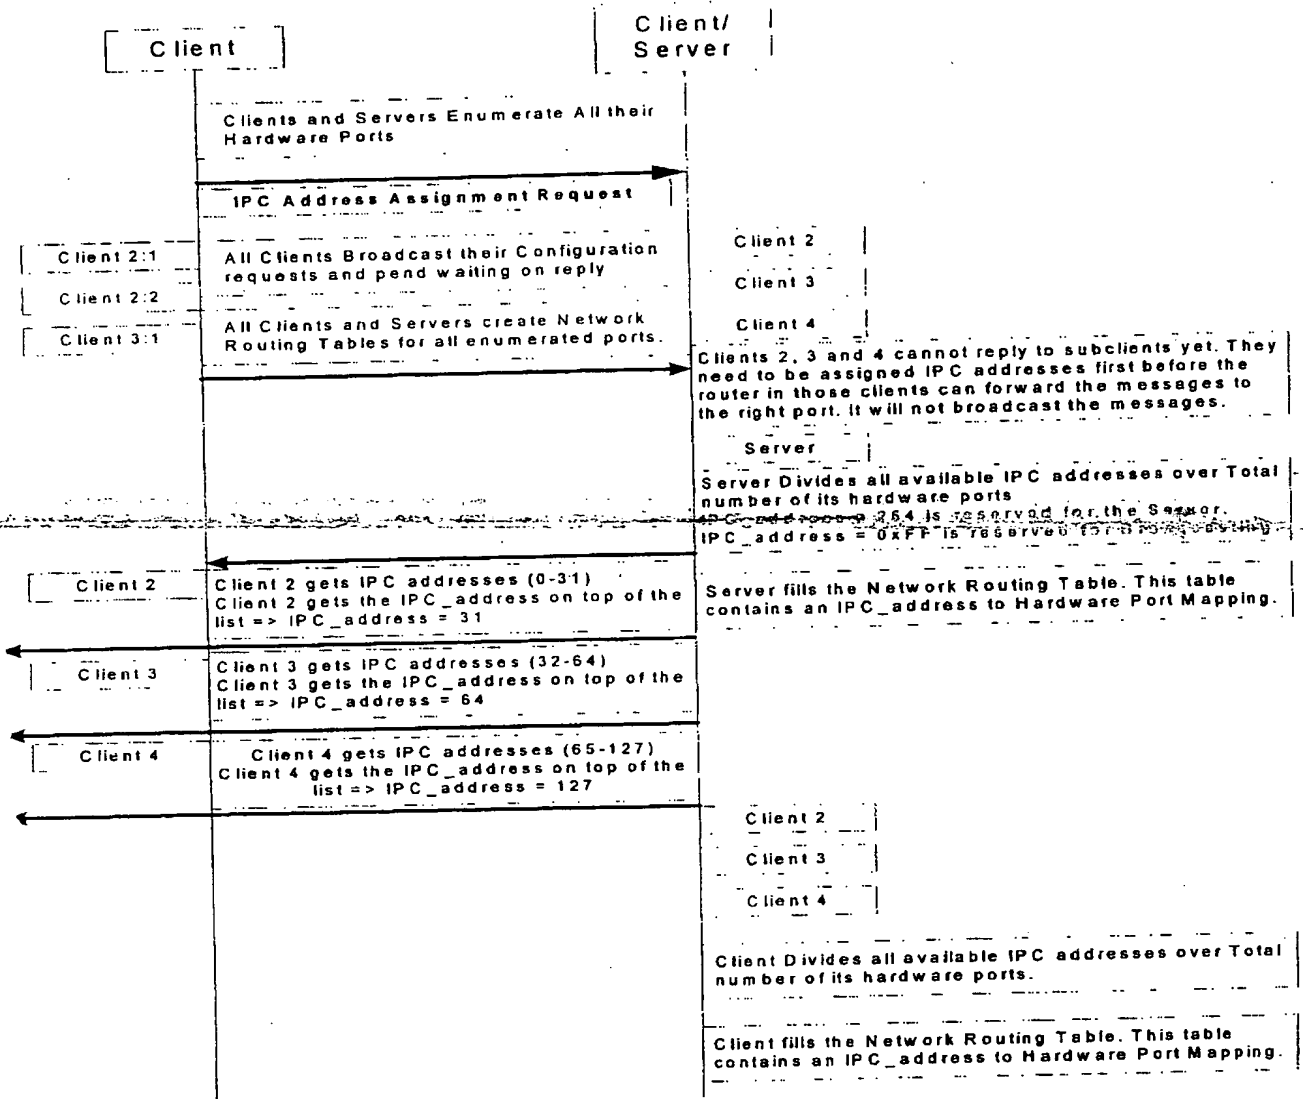 Client
Client/
Server
Clients and Servers Enumerate All their
Hardware Ports
IPC Address Assignment Request
Client 2:1
Client 2:2
Client 3:1
All Clients Broadcast their Configuration
requests and pend waiting on reply
All Clients and Servers create Network
Routing Tables for all enumerated ports.
Client 2
Client 3
Client 4
Clients 2, 3 and 4 cannot reply to subclients yet. They
need to be assigned IPC addresses first before the
router in those clients can forward the messages to
the right port. It will not broadcast the messages.
Server
Server Divides all available IPC addresses over Total
number of its hardware ports
IPC_address = 254 is reserved for the Server.
IPC_address = 0xFF is reserved for
Client 2
Client 2 gets IPC addresses (0-31)
Client 2 gets the IPC_address on top of the
list => IPC_address = 31
Server fills the Network Routing Table. This table
contains an IPC_address to Hardware Port Mapping.
Client 3
Client 3 gets IPC addresses (32-64)
Client 3 gets the IPC_address on top of the
list => IPC_address = 64
Client 4
Client 4 gets IPC addresses (65-127)
Client 4 gets the IPC_address on top of the
list => IPC_address = 127
Client 2
Client 3
Client 4
Client Divides all available IPC addresses over Total
number of its hardware ports.
Client fills the Network Routing Table. This table
contains an IPC_address to Hardware Port Mapping.